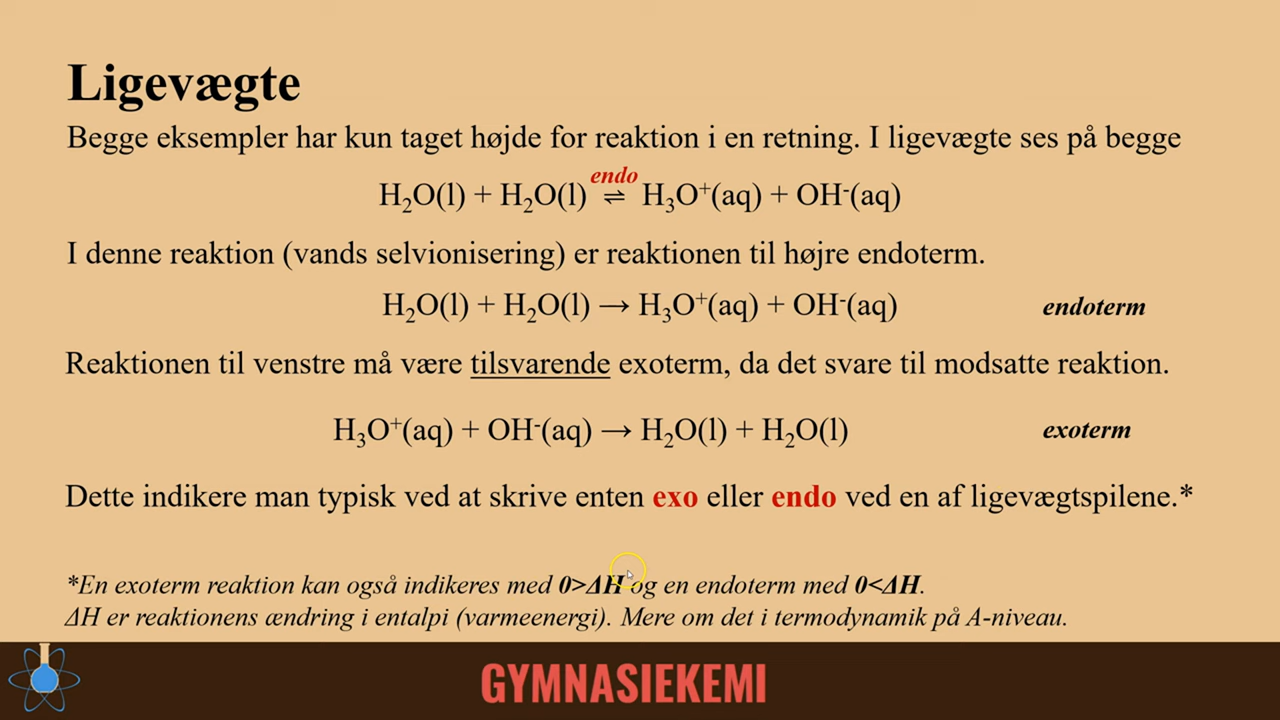 Ligevægte
Begge eksempler har kun taget højde for reaktion i en retning. I ligevægte ses på begge
endo
H₂O(l) + H₂O(l) ⇌ H₃O⁺(aq) + OH⁻(aq)
I denne reaktion (vands selvionisering) er reaktionen til højre endoterm.
H₂O(l) + H₂O(l) → H₃O⁺(aq) + OH⁻(aq) endoterm
Reaktionen til venstre må være tilsvarende exoterm, da det svare til modsatte reaktion.
H₃O⁺(aq) + OH⁻(aq) → H₂O(l) + H₂O(l) exoterm
Dette indikere man typisk ved at skrive enten exo eller endo ved en af ligevægtspilene.*
*En exoterm reaktion kan også indikeres med 0>ΔH og en endoterm med 0<ΔH.
ΔH er reaktionens ændring i entalpi (varmeenergi). Mere om det i termodynamik på A-niveau.
GYMNASIEKEMI